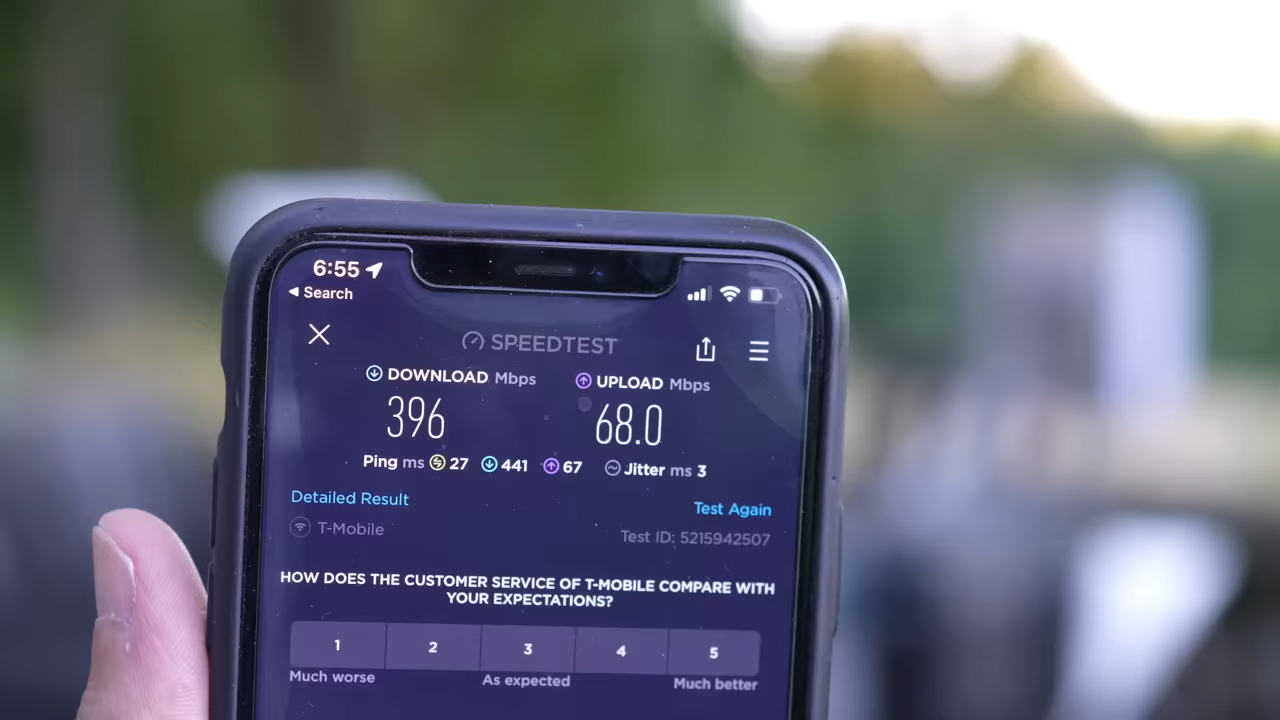 6:55
◀ Search
SPEEDTEST
DOWNLOAD Mbps UPLOAD Mbps
396 68.0
Ping ms 27 441 67 Jitter ms 3
Detailed Result Test Again
T-Mobile Test ID: 5215942507
HOW DOES THE CUSTOMER SERVICE OF T-MOBILE COMPARE WITH
YOUR EXPECTATIONS?
1 2 3 4 5
Much worse As expected Much better